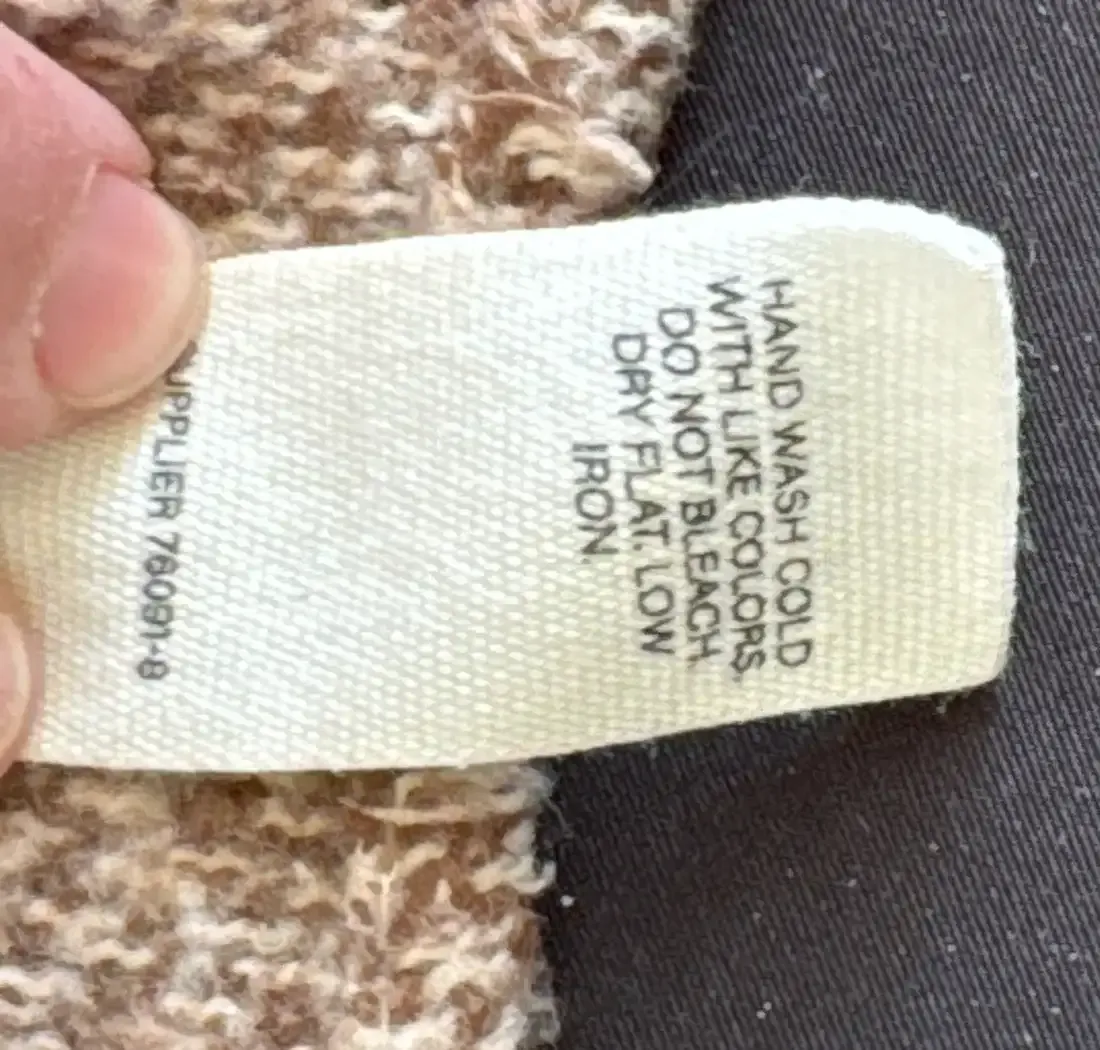 HAND WASH COLD
WITH LIKE COLORS.
DO NOT BLEACH.
DRY FLAT. LOW
IRON.
UPPLIER 76091-8